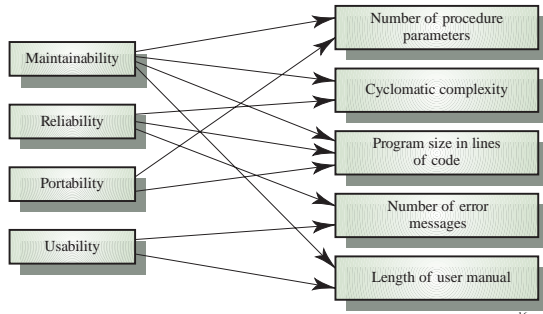 Maintainability
Reliability
Portability
Usability
Number of procedure
parameters
Cyclomatic complexity
Program size in lines
of code
Number of error
messages
Length of user manual